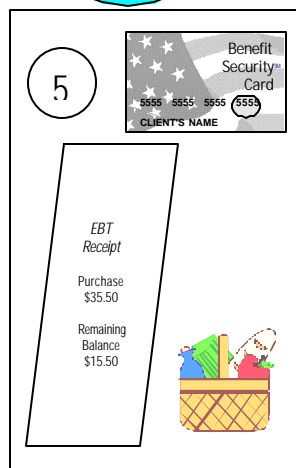 5
Benefit
Security℠
Card
5555 5555 5555 5555
CLIENT'S NAME
EBT
Receipt
Purchase
$35.50
Remaining
Balance
$15.50